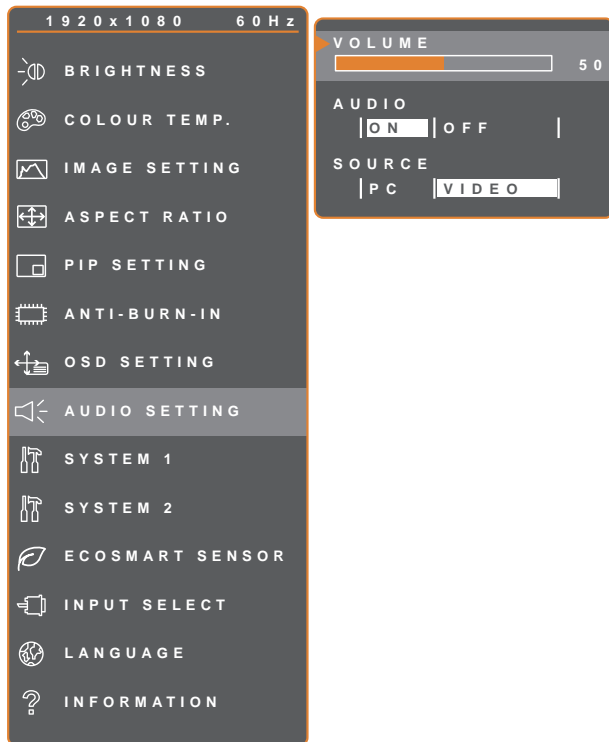 1920x1080 60Hz
BRIGHTNESS
COLOUR TEMP.
IMAGE SETTING
ASPECT RATIO
PIP SETTING
ANTI-BURN-IN
OSD SETTING
AUDIO SETTING
SYSTEM 1
SYSTEM 2
ECOSMART SENSOR
INPUT SELECT
LANGUAGE
INFORMATION
VOLUME
50
AUDIO
ON OFF
SOURCE
PC VIDEO